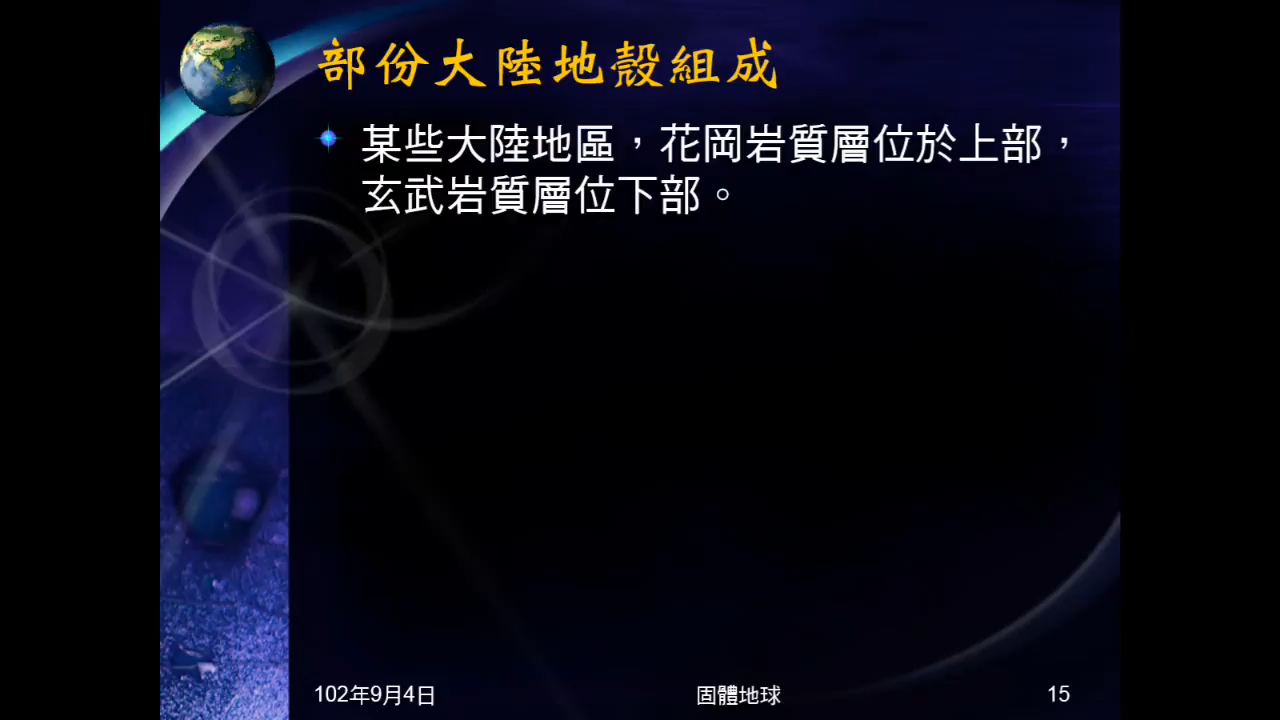 部份大陸地殼組成
某些大陸地區，花岡岩質層位於上部，
玄武岩質層位下部。
102年9月4日
固體地球
15